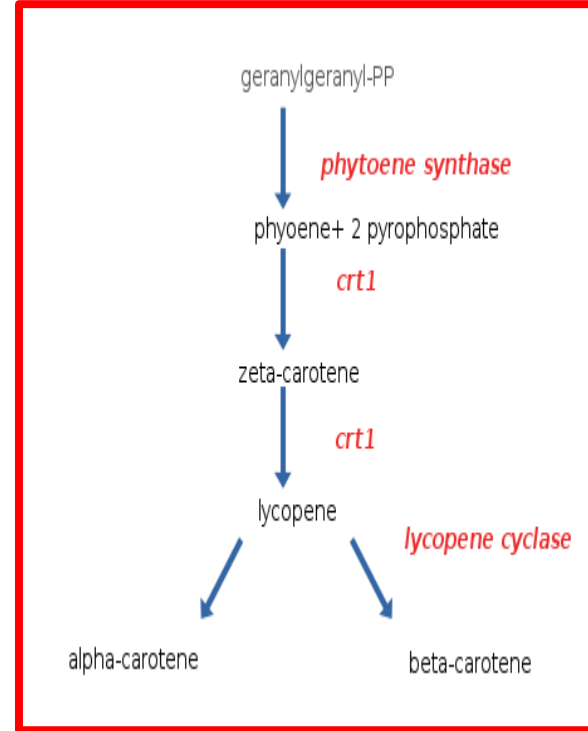 geranylgeranyl-PP
phytoene synthase
phyoene+ 2 pyrophosphate
crt1
zeta-carotene
crt1
lycopene
lycopene cyclase
alpha-carotene
beta-carotene